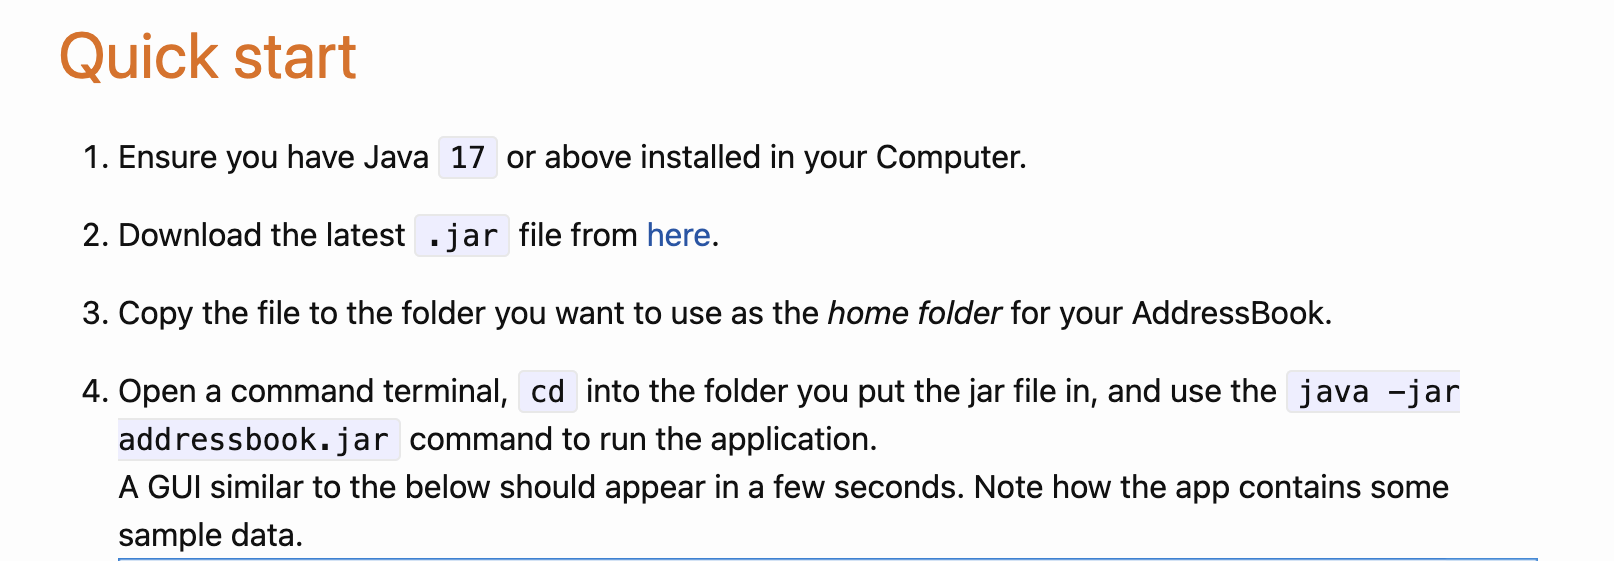 Quick start
1. Ensure you have Java 17 or above installed in your Computer.
2. Download the latest .jar file from here.
3. Copy the file to the folder you want to use as the home folder for your AddressBook.
4. Open a command terminal, cd into the folder you put the jar file in, and use the java -jar
addressbook.jar command to run the application.
A GUI similar to the below should appear in a few seconds. Note how the app contains some
sample data.